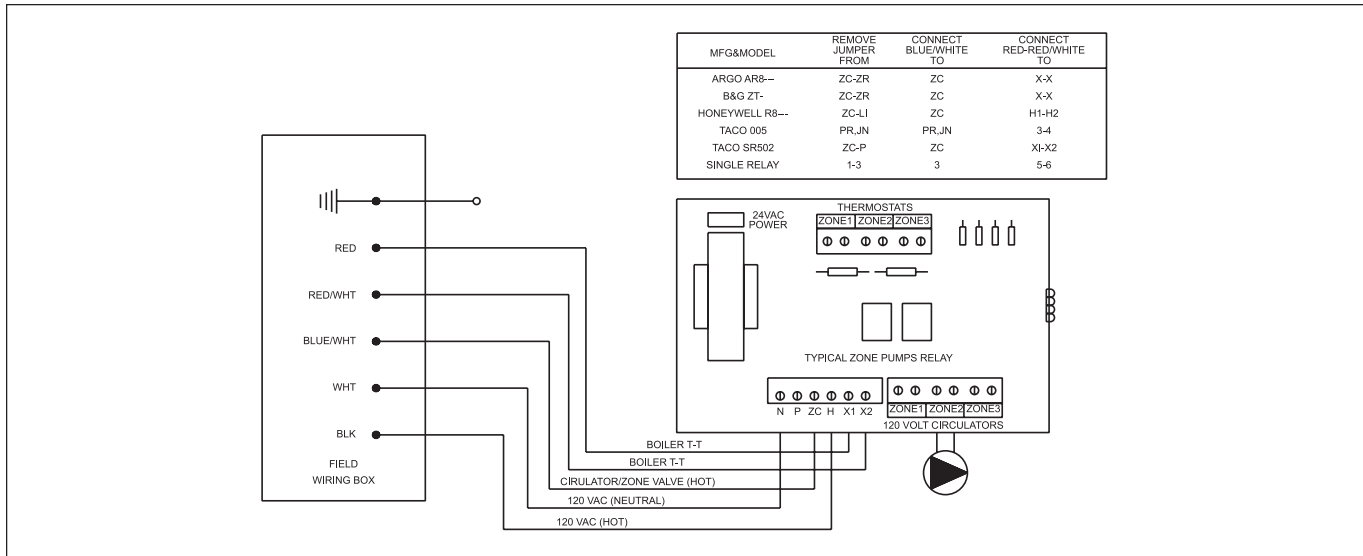 MFG&MODEL REMOVE JUMPER FROM CONNECT BLUE/WHITE TO CONNECT RED-RED/WHITE TO
ARGO AR8--- ZC-ZR ZC X-X
B&G ZT- ZC-ZR ZC X-X
HONEYWELL R8--- ZC-LI ZC H1-H2
TACO 005 PR,JN PR,JN 3-4
TACO SR502 ZC-P ZC XI-X2
SINGLE RELAY 1-3 3 5-6
RED
RED/WHT
BLUE/WHT
WHT
BLK
FIELD
WIRING BOX
24VAC
POWER
THERMOSTATS
ZONE1 ZONE2 ZONE3
TYPICAL ZONE PUMPS RELAY
N P ZC H X1 X2
ZONE1 ZONE2 ZONE3
120 VOLT CIRCULATORS
BOILER T-T
BOILER T-T
CIRULATOR/ZONE VALVE (HOT)
120 VAC (NEUTRAL)
120 VAC (HOT)